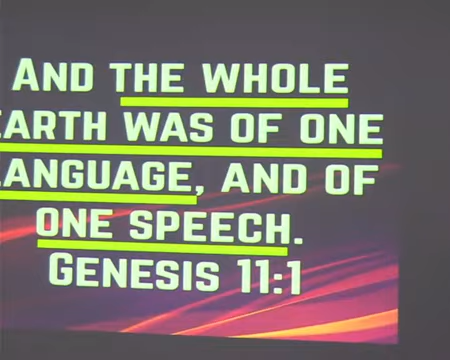 AND THE WHOLE
EARTH WAS OF ONE
LANGUAGE, AND OF
ONE SPEECH.
GENESIS 11:1